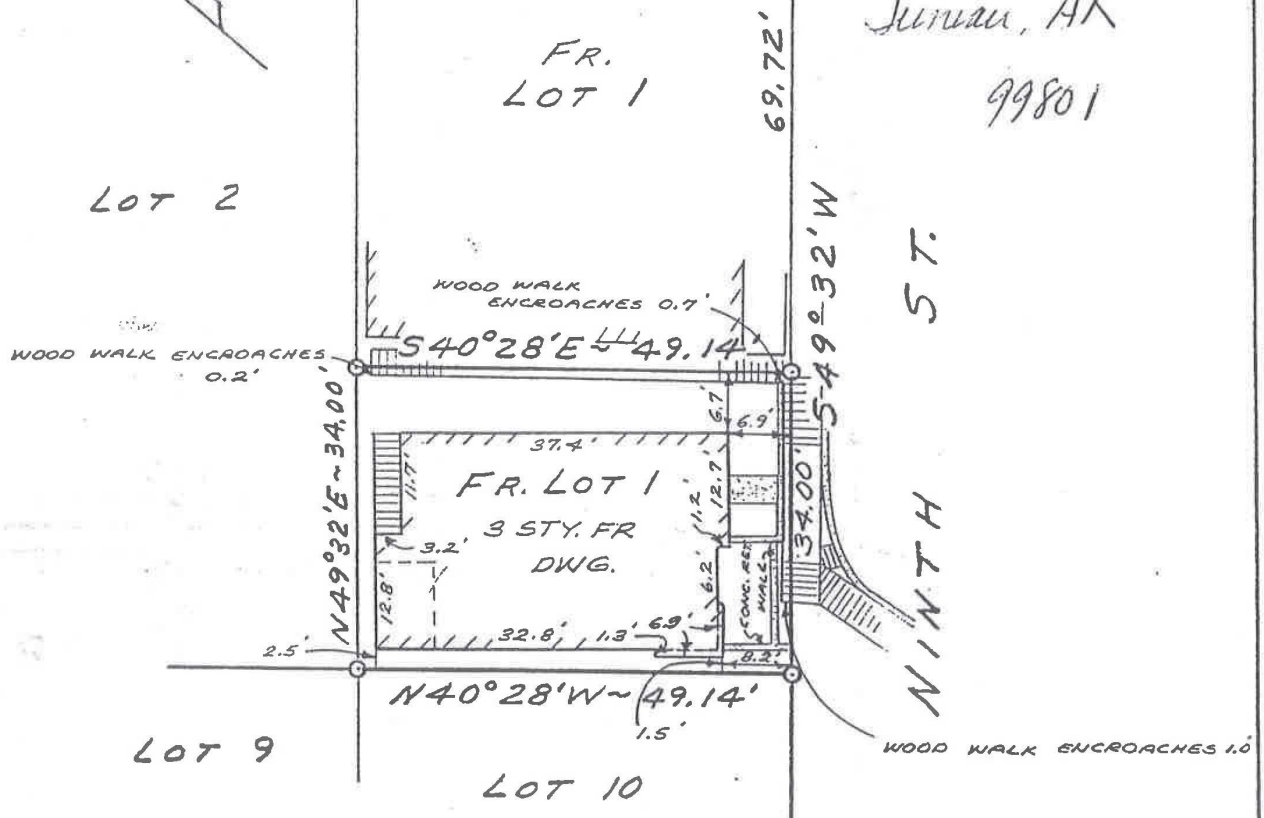 Juneau, AK
99801
FR.
LOT 1
69.72'
LOT 2
S 49° 32' W
NINTH ST.
WOOD WALK
ENCROACHES 0.7'
WOOD WALK ENCROACHES
0.2'
S 40° 28' E ~ 49.14'
N 49° 32' E ~ 34.00'
6.7'
6.9'
37.4'
11.7'
FR. LOT 1
3 STY. FR
DWG.
12.7'
1.2'
34.00'
3.2'
12.8'
6.2'
CONC. RET.
WALL
32.8'
1.3'
6.9'
2.5'
8.2'
N 40° 28' W ~ 49.14'
1.5'
WOOD WALK ENCROACHES 1.0'
LOT 9
LOT 10